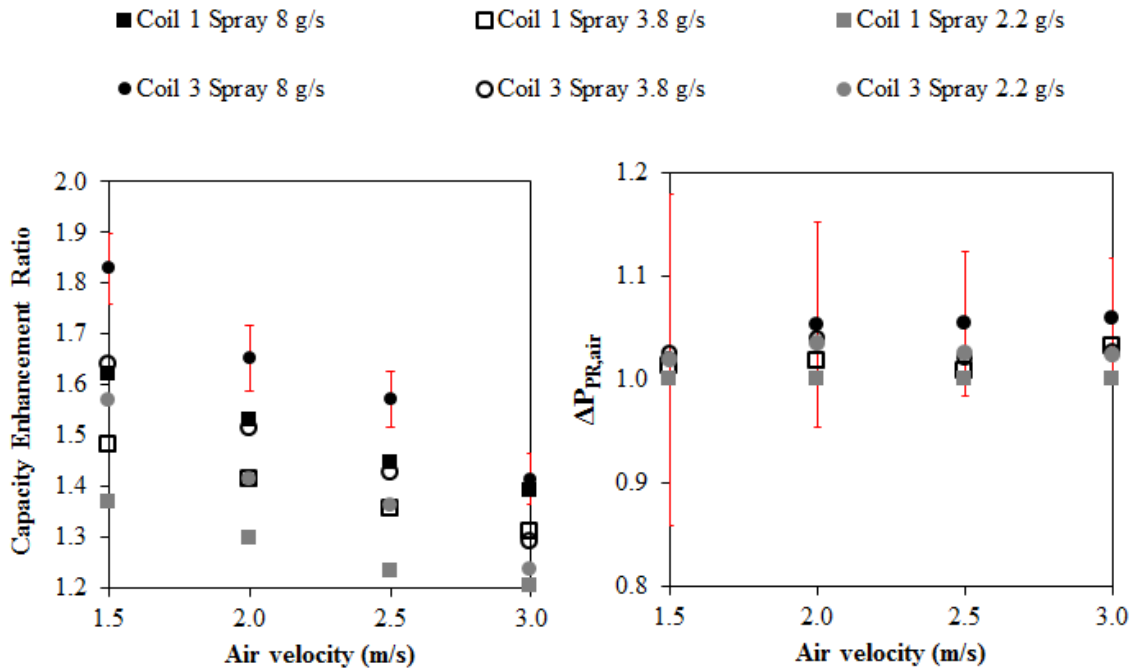 Coil 1 Spray 8 g/s
Coil 1 Spray 3.8 g/s
Coil 1 Spray 2.2 g/s
Coil 3 Spray 8 g/s
Coil 3 Spray 3.8 g/s
Coil 3 Spray 2.2 g/s
Capacity Enhancement Ratio
2.0
1.9
1.8
1.7
1.6
1.5
1.4
1.3
1.2
1.5
2.0
2.5
3.0
Air velocity (m/s)
ΔP_PR,air
1.2
1.1
1.0
0.9
0.8
1.5
2.0
2.5
3.0
Air velocity (m/s)